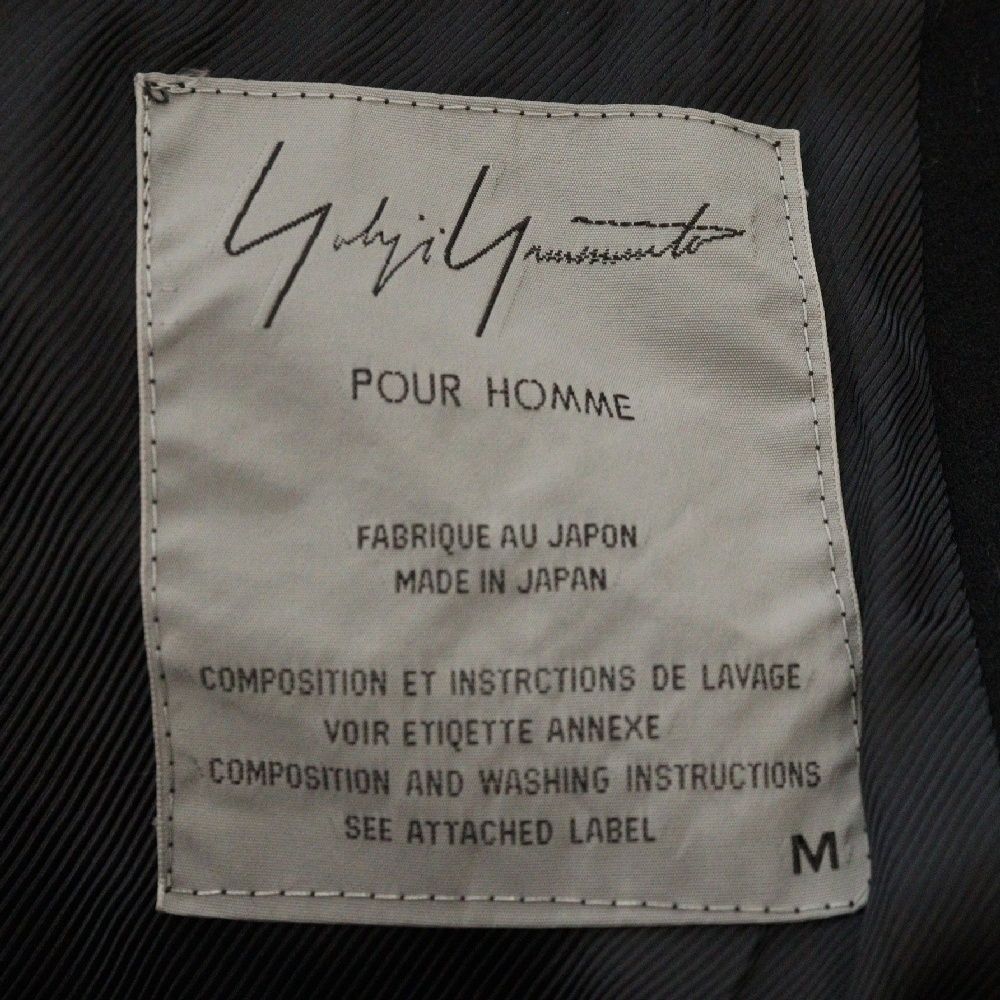 Yohji Yamamoto
POUR HOMME
FABRIQUE AU JAPON
MADE IN JAPAN
COMPOSITION ET INSTRCTIONS DE LAVAGE
VOIR ETIQETTE ANNEXE
COMPOSITION AND WASHING INSTRUCTIONS
SEE ATTACHED LABEL
M